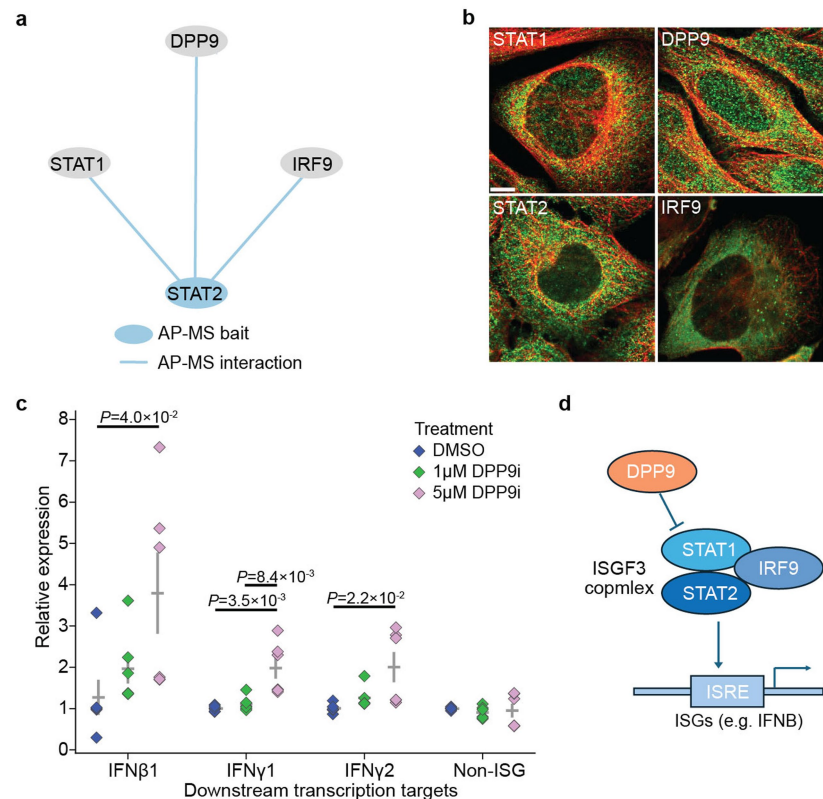 a
DPP9
STAT1
IRF9
STAT2
AP-MS bait
AP-MS interaction
b
STAT1
DPP9
STAT2
IRF9
c
Relative expression
8
7
6
5
4
3
2
1
0
P=4.0×10-2
P=8.4×10-3
P=3.5×10-3
P=2.2×10-2
Treatment
DMSO
1µM DPP9i
5µM DPP9i
IFNβ1
IFNγ1
IFNγ2
Non-ISG
Downstream transcription targets
d
DPP9
STAT1
IRF9
STAT2
ISGF3
copmlex
ISRE
ISGs (e.g. IFNB)